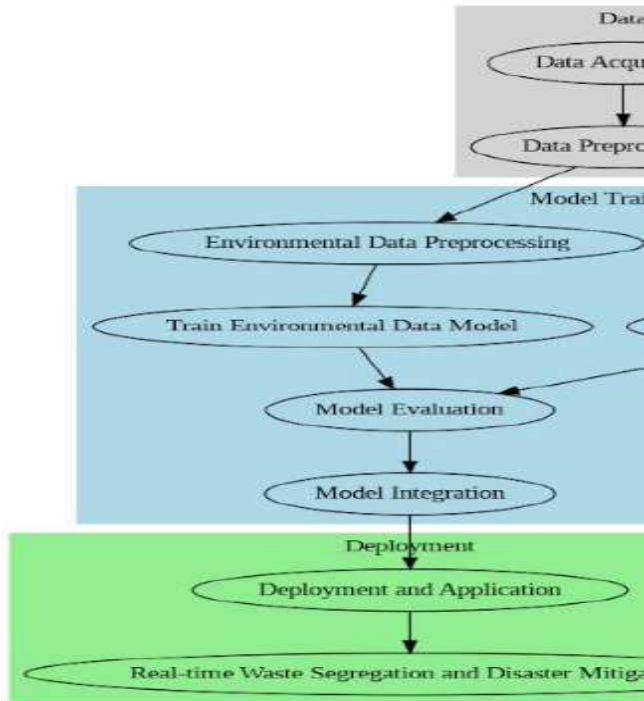 Data
Data Acqu
Data Prepro
Model Trai
Environmental Data Preprocessing
Train Environmental Data Model
Model Evaluation
Model Integration
Deployment
Deployment and Application
Real-time Waste Segregation and Disaster Mitiga